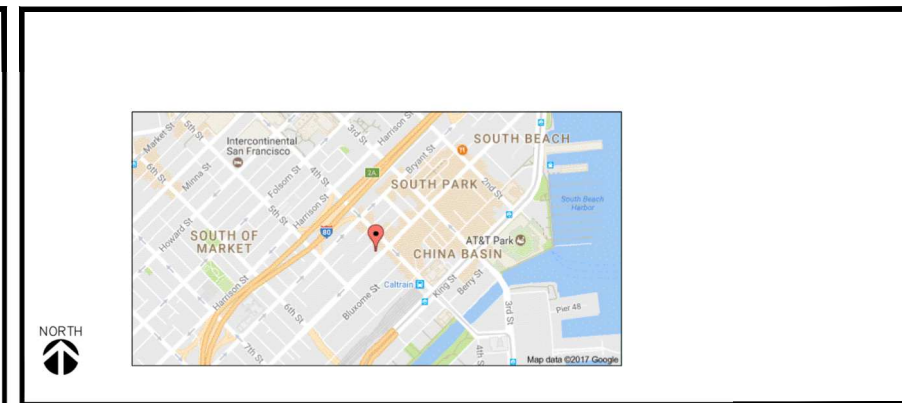 3rd St
Harrison St
5th St
Market St
Intercontinental
San Francisco
SOUTH BEACH
6th St
Minna St
Folsom St
4th St
Bryant St
2A
SOUTH PARK
2nd St
South Beach
Harbor
5th St
Harrison St
Howard St
SOUTH OF
MARKET
80
AT&T Park
CHINA BASIN
Caltrain
King St
Berry St
Harrison St
Bluxome St
6th St
3rd St
Pier 48
7th St
4th S
Map data ©2017 Google
NORTH